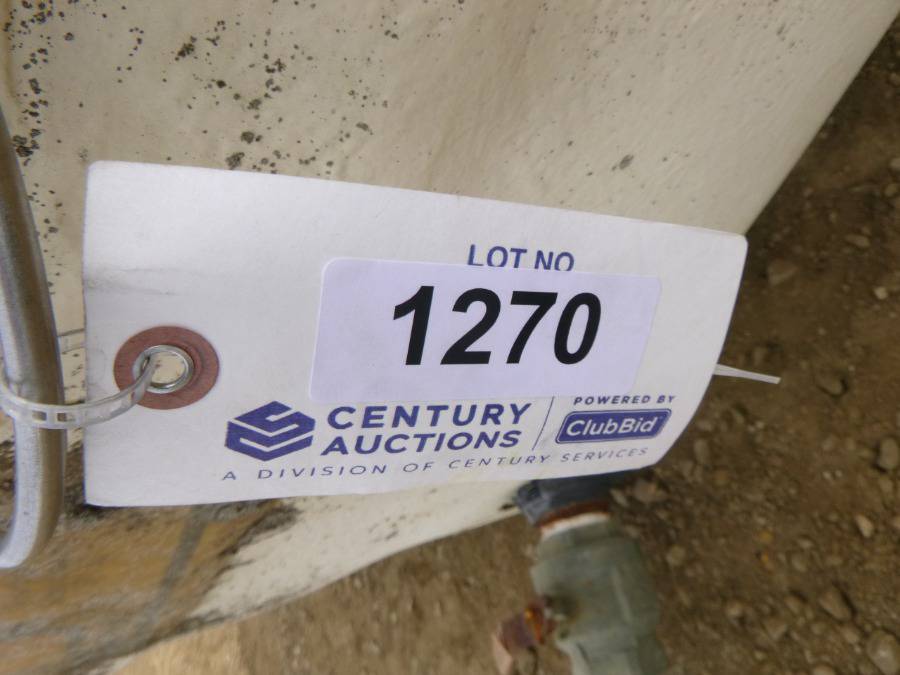 LOT NO
1270
CENTURY
AUCTIONS
POWERED BY
ClubBid
A DIVISION OF CENTURY SERVICES